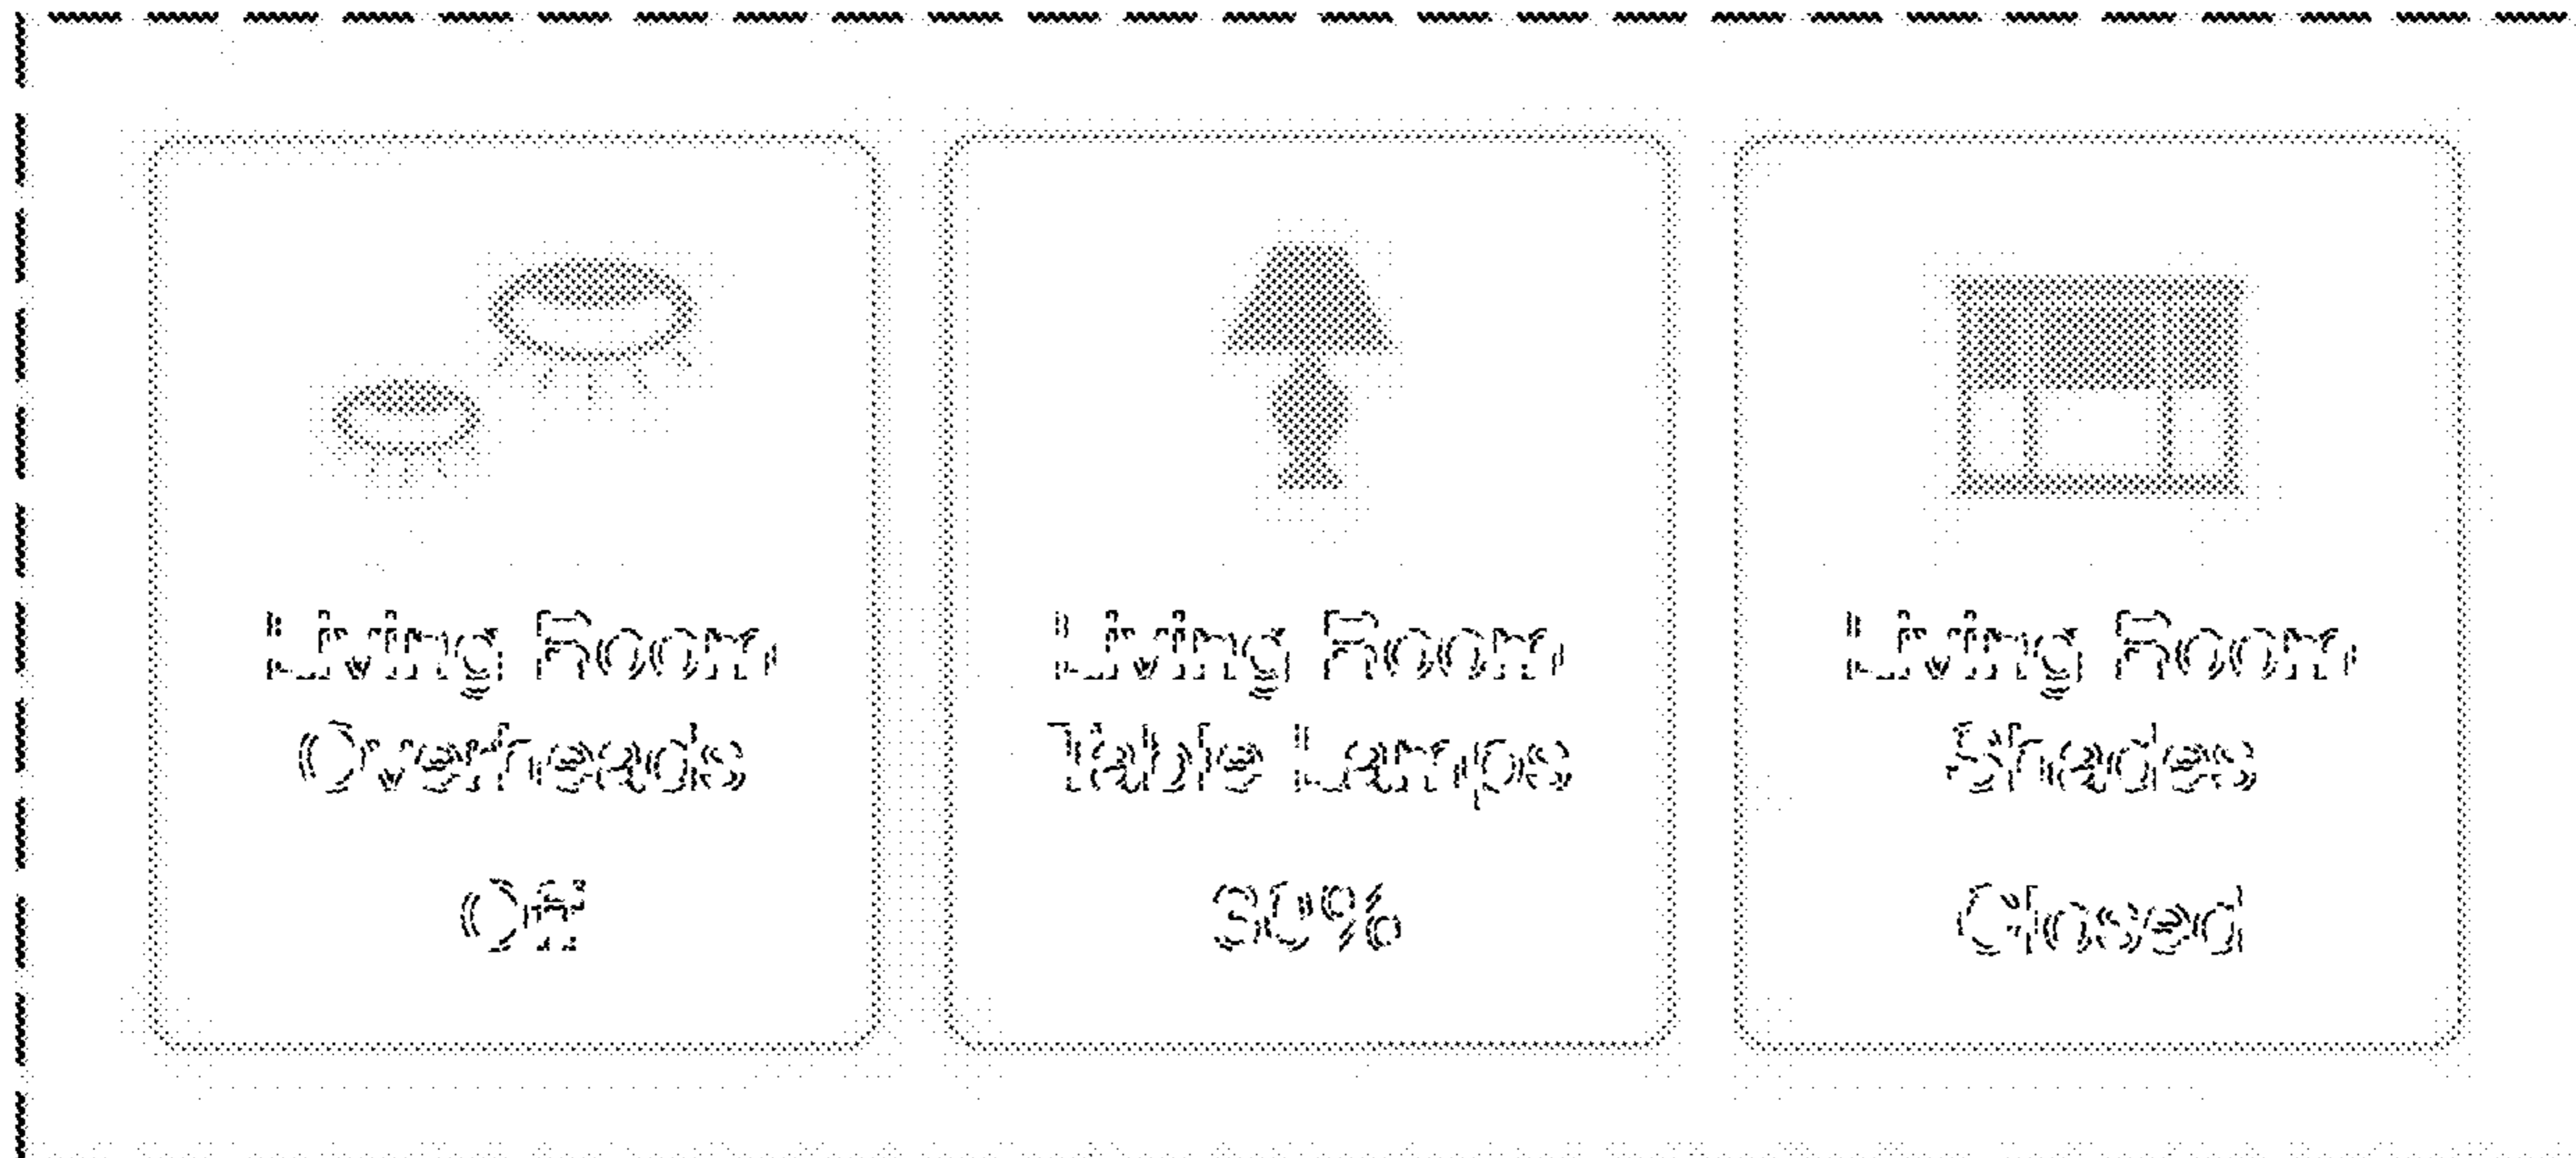 Living Room
Overheads
Off
Living Room
Table Lamps
30%
Living Room
Shades
Closed